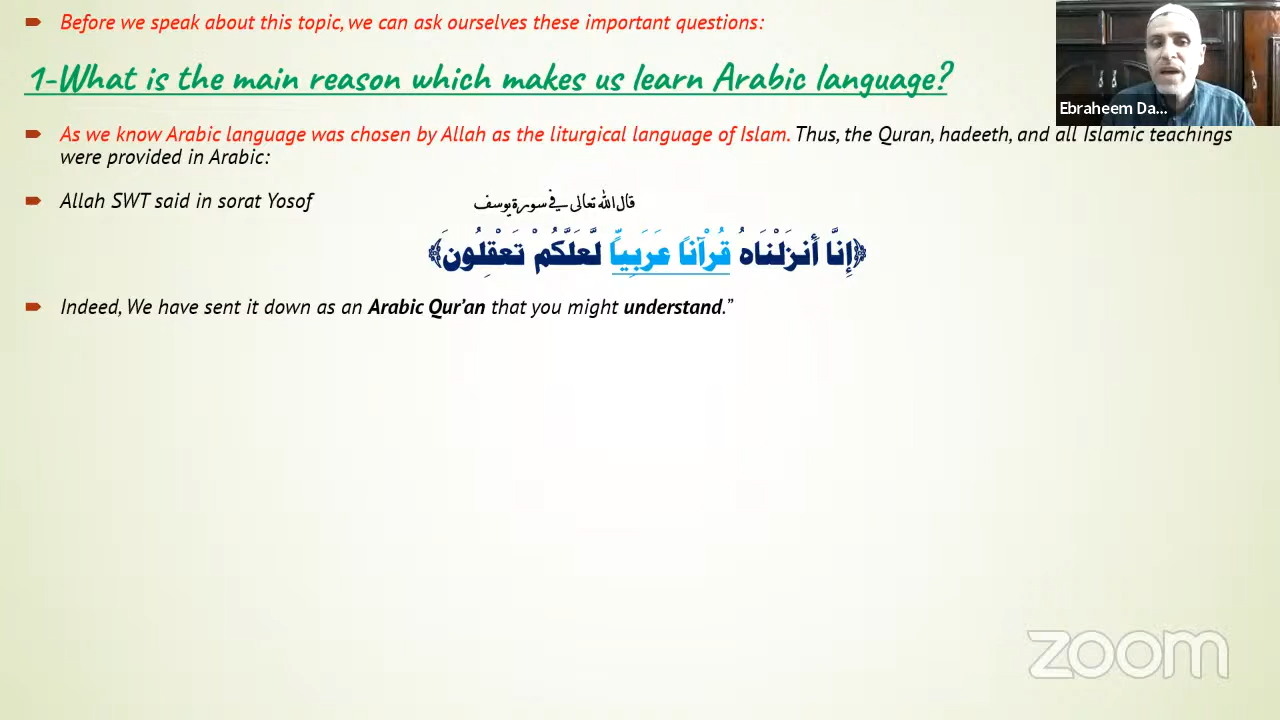 Before we speak about this topic, we can ask ourselves these important questions:
1-What is the main reason which makes us learn Arabic language?
Ebraheem Da...
As we know Arabic language was chosen by Allah as the liturgical language of Islam. Thus, the Quran, hadeeth, and all Islamic teachings
were provided in Arabic:
Allah SWT said in sorat Yosof
قال الله تعالى في سورة يوسف
﴿إِنَّا أَنزَلْنَاهُ قُرْآنًا عَرَبِيّاً لَّعَلَّكُمْ تَعْقِلُونَ﴾
Indeed, We have sent it down as an Arabic Qur’an that you might understand.”
zoom